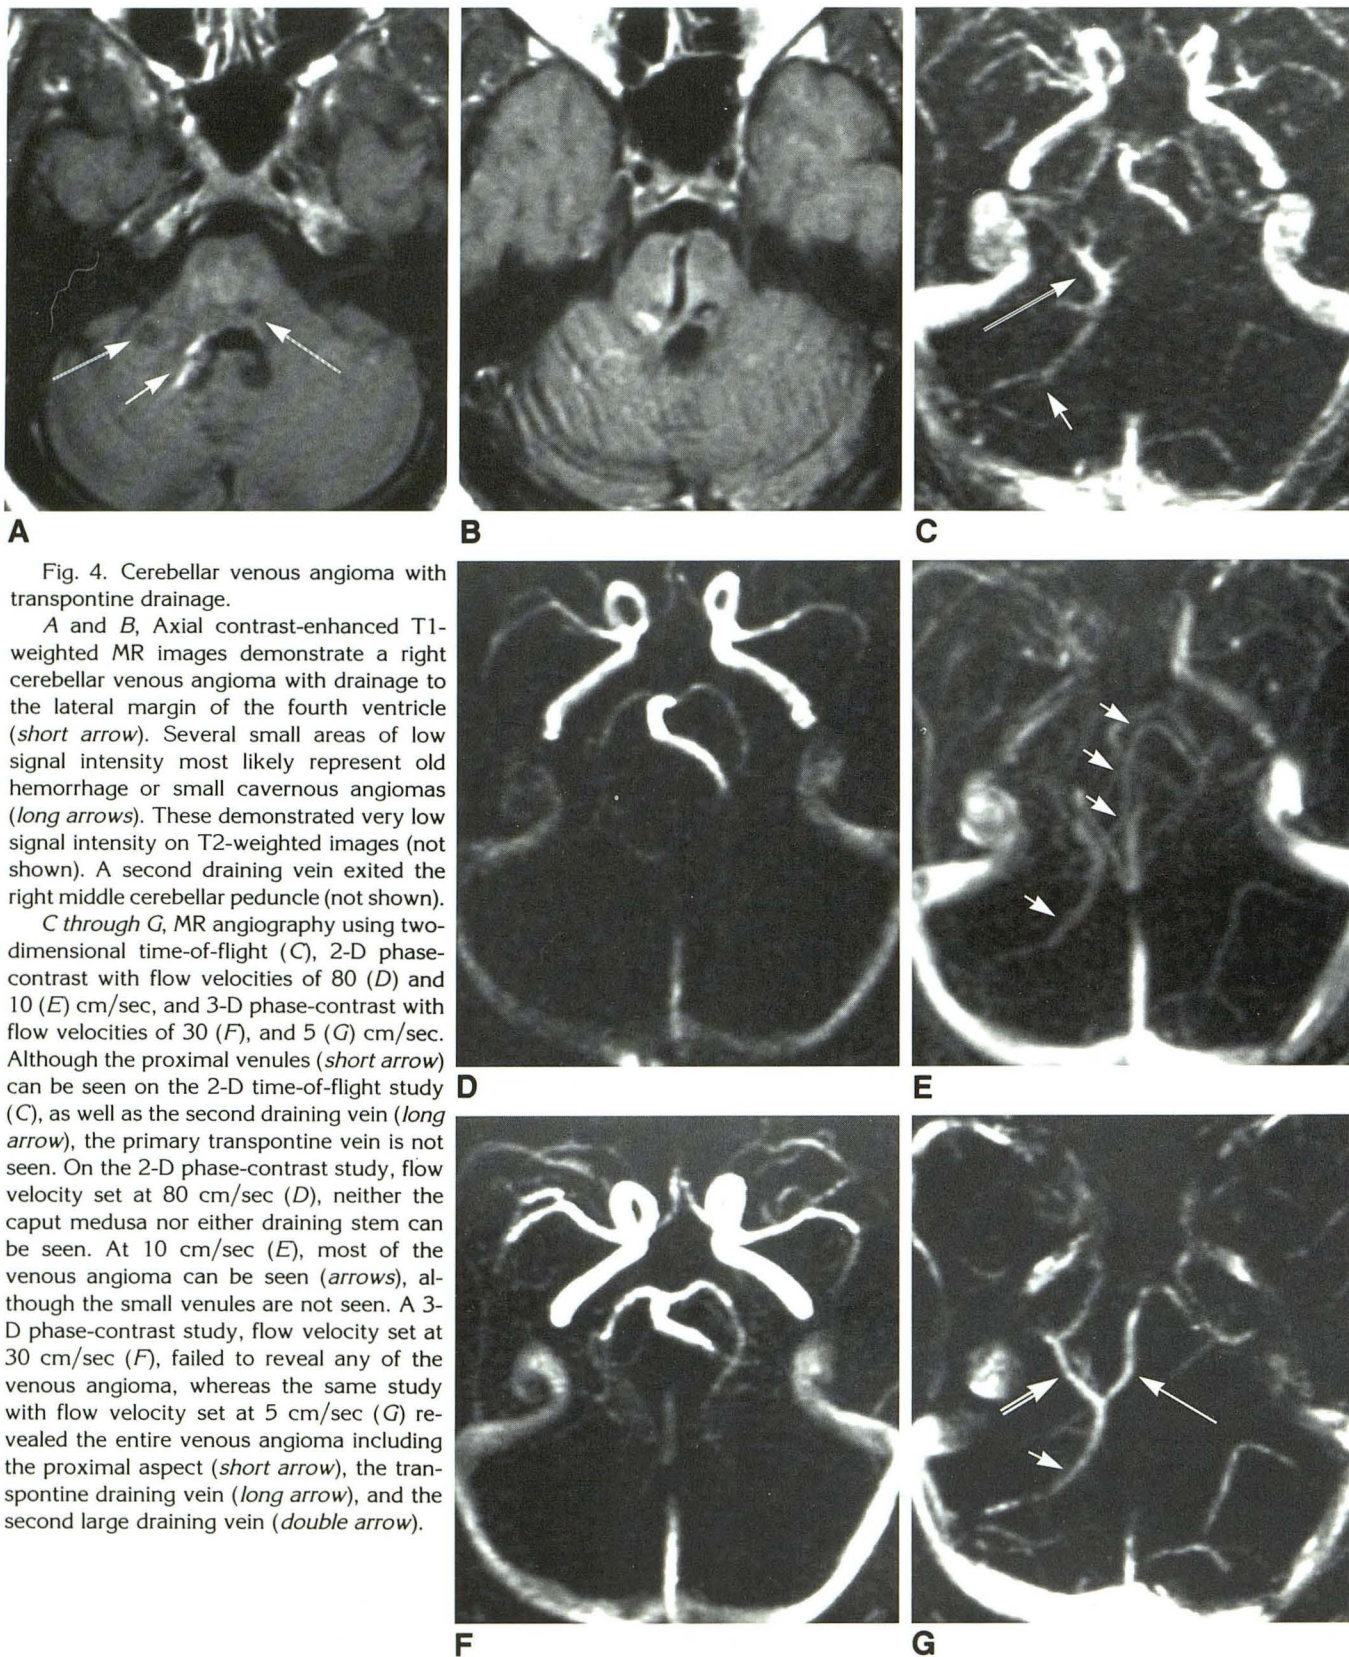 A
B
C
Fig. 4. Cerebellar venous angioma with
transpontine drainage.
A and B, Axial contrast-enhanced T1-
weighted MR images demonstrate a right
cerebellar venous angioma with drainage to
the lateral margin of the fourth ventricle
(short arrow). Several small areas of low
signal intensity most likely represent old
hemorrhage or small cavernous angiomas
(long arrows). These demonstrated very low
signal intensity on T2-weighted images (not
shown). A second draining vein exited the
right middle cerebellar peduncle (not shown).
C through G, MR angiography using two-
dimensional time-of-flight (C), 2-D phase-
contrast with flow velocities of 80 (D) and
10 (E) cm/sec, and 3-D phase-contrast with
flow velocities of 30 (F), and 5 (G) cm/sec.
Although the proximal venules (short arrow)
can be seen on the 2-D time-of-flight study
(C), as well as the second draining vein (long
arrow), the primary transpontine vein is not
seen. On the 2-D phase-contrast study, flow
velocity set at 80 cm/sec (D), neither the
caput medusa nor either draining stem can
be seen. At 10 cm/sec (E), most of the
venous angioma can be seen (arrows), al-
though the small venules are not seen. A 3-
D phase-contrast study, flow velocity set at
30 cm/sec (F), failed to reveal any of the
venous angioma, whereas the same study
with flow velocity set at 5 cm/sec (G) re-
vealed the entire venous angioma including
the proximal aspect (short arrow), the tran-
spontine draining vein (long arrow), and the
second large draining vein (double arrow).
D
E
F
G